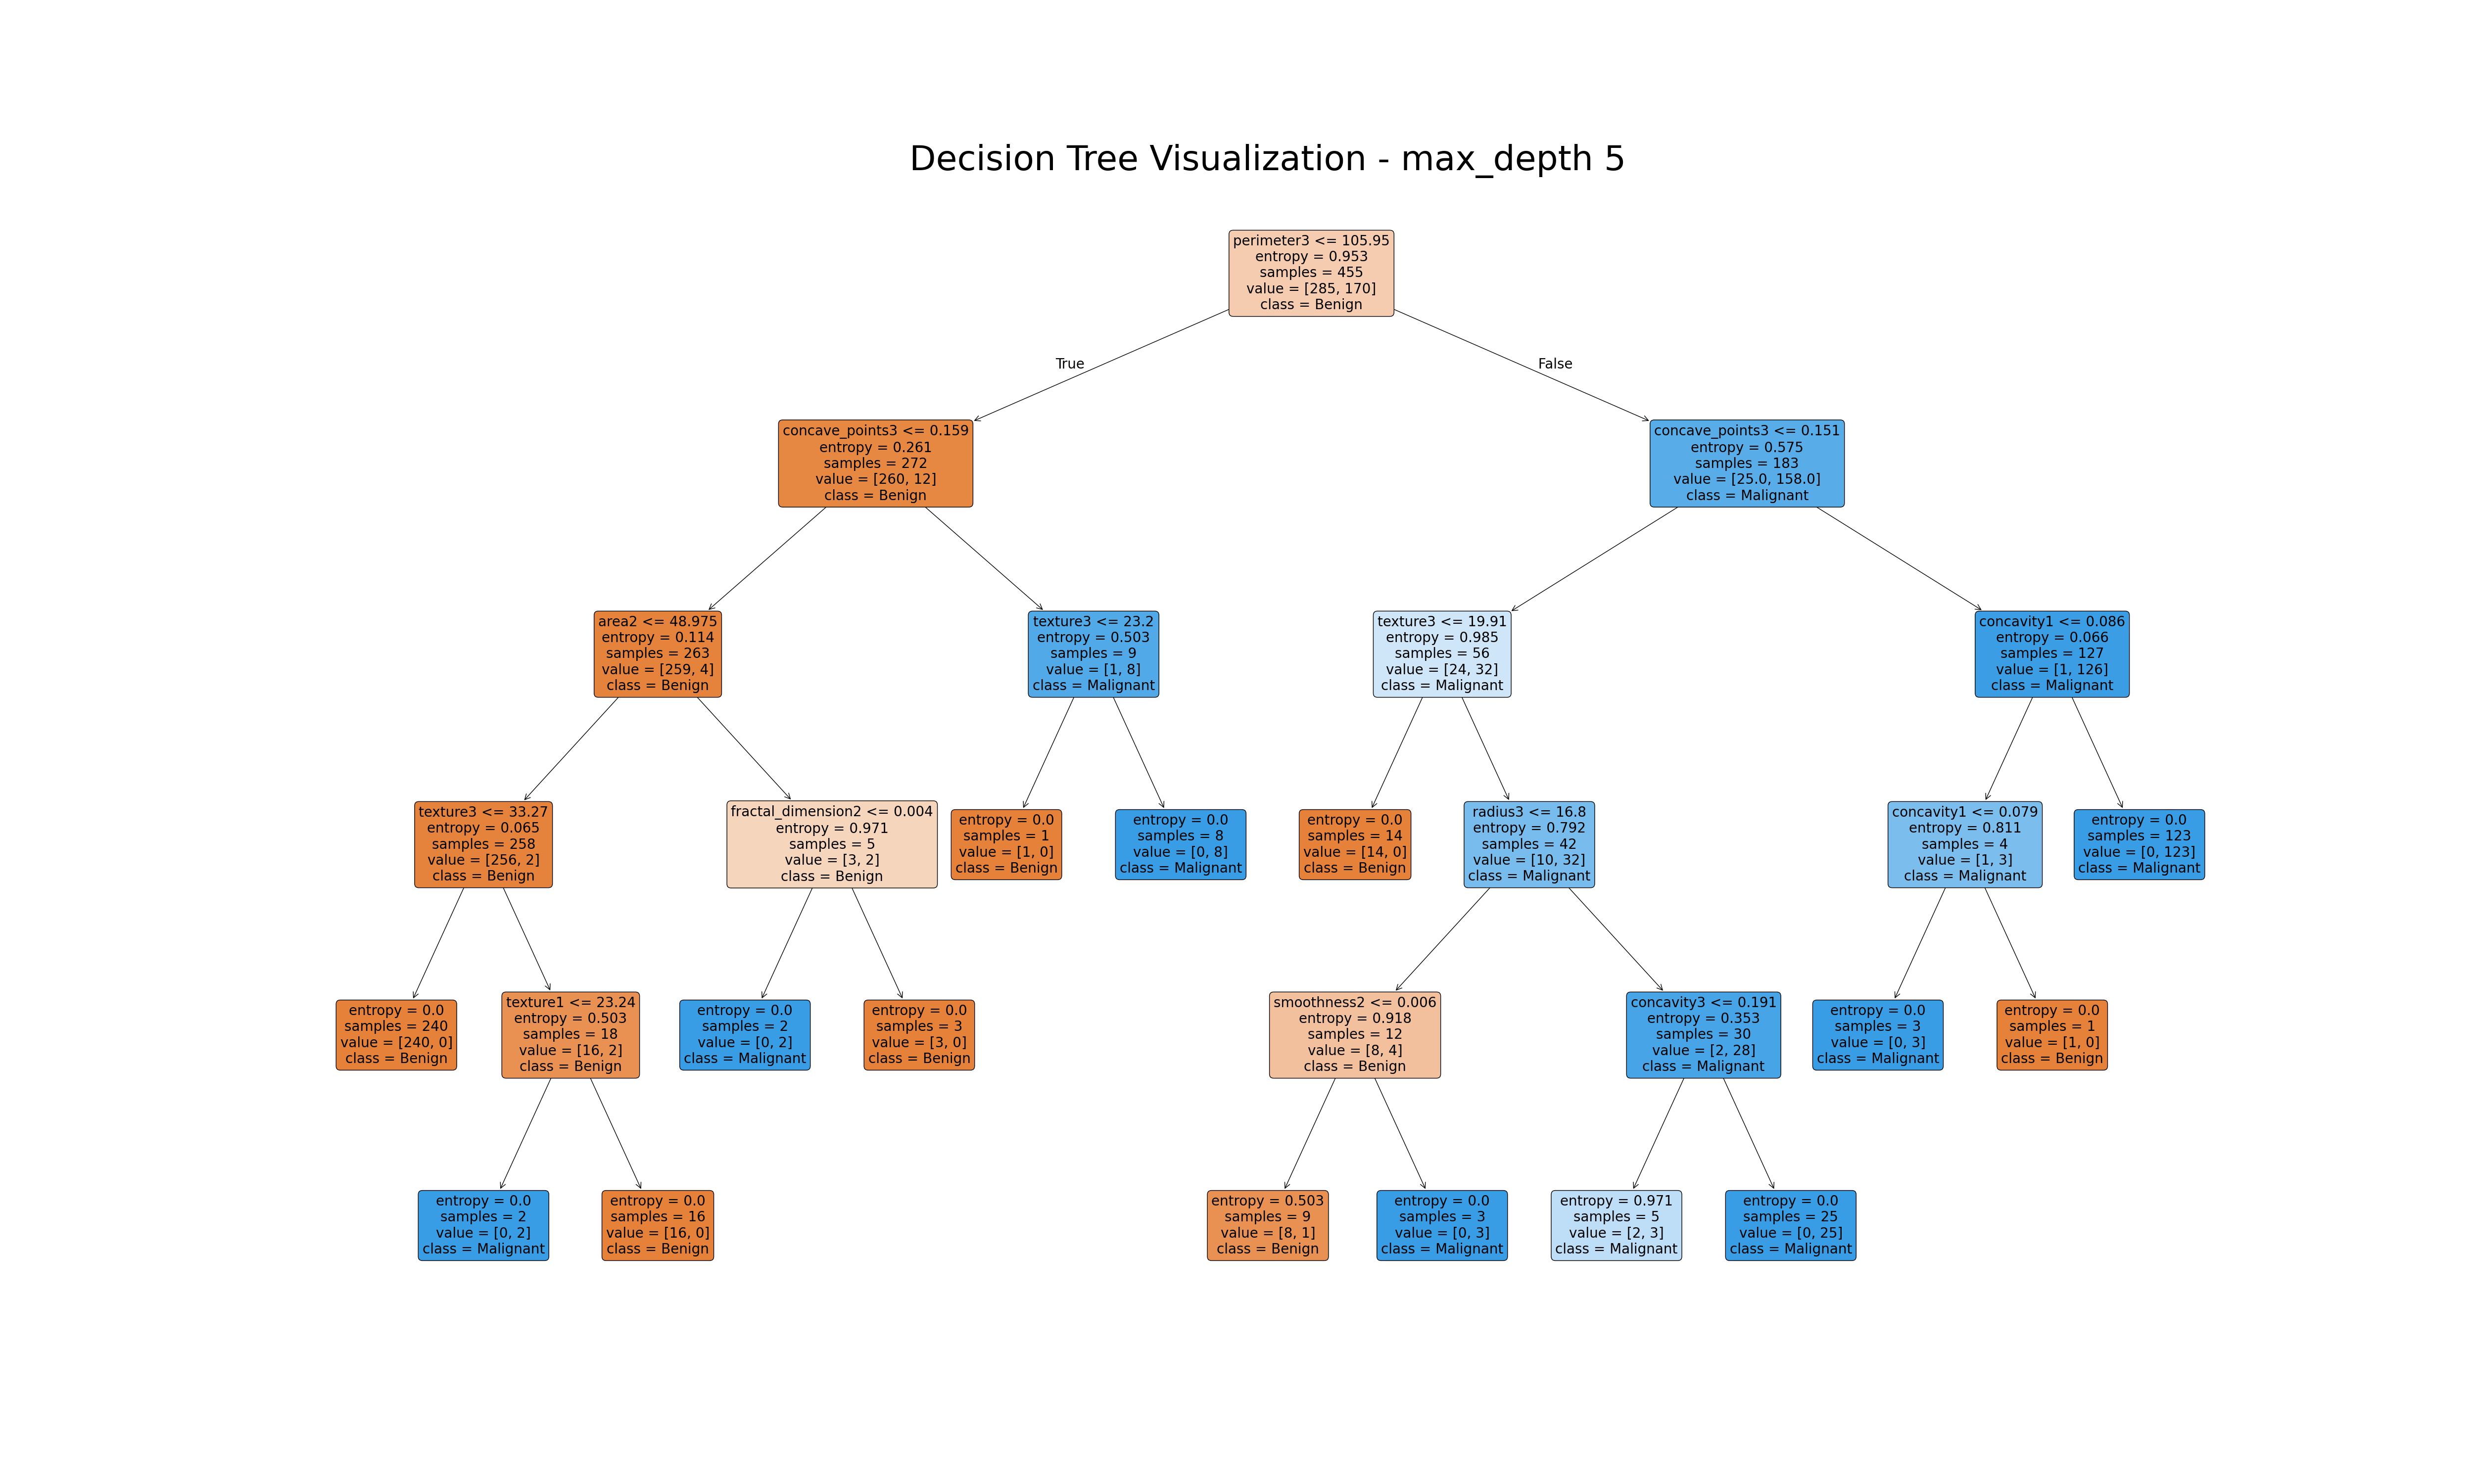 Decision Tree Visualization - max_depth 5
perimeter3 <= 105.95
entropy = 0.953
samples = 455
value = [285, 170]
class = Benign
True
False
concave_points3 <= 0.159
entropy = 0.261
samples = 272
value = [260, 12]
class = Benign
concave_points3 <= 0.151
entropy = 0.575
samples = 183
value = [25.0, 158.0]
class = Malignant
area2 <= 48.975
entropy = 0.114
samples = 263
value = [259, 4]
class = Benign
texture3 <= 23.2
entropy = 0.503
samples = 9
value = [1, 8]
class = Malignant
texture3 <= 19.91
entropy = 0.985
samples = 56
value = [24, 32]
class = Malignant
concavity1 <= 0.086
entropy = 0.066
samples = 127
value = [1, 126]
class = Malignant
texture3 <= 33.27
entropy = 0.065
samples = 258
value = [256, 2]
class = Benign
fractal_dimension2 <= 0.004
entropy = 0.971
samples = 5
value = [3, 2]
class = Benign
entropy = 0.0
samples = 1
value = [1, 0]
class = Benign
entropy = 0.0
samples = 8
value = [0, 8]
class = Malignant
entropy = 0.0
samples = 14
value = [14, 0]
class = Benign
radius3 <= 16.8
entropy = 0.792
samples = 42
value = [10, 32]
class = Malignant
concavity1 <= 0.079
entropy = 0.811
samples = 4
value = [1, 3]
class = Malignant
entropy = 0.0
samples = 123
value = [0, 123]
class = Malignant
entropy = 0.0
samples = 240
value = [240, 0]
class = Benign
texture1 <= 23.24
entropy = 0.503
samples = 18
value = [16, 2]
class = Benign
entropy = 0.0
samples = 2
value = [0, 2]
class = Malignant
entropy = 0.0
samples = 3
value = [3, 0]
class = Benign
smoothness2 <= 0.006
entropy = 0.918
samples = 12
value = [8, 4]
class = Benign
concavity3 <= 0.191
entropy = 0.353
samples = 30
value = [2, 28]
class = Malignant
entropy = 0.0
samples = 3
value = [0, 3]
class = Malignant
entropy = 0.0
samples = 1
value = [1, 0]
class = Benign
entropy = 0.0
samples = 2
value = [0, 2]
class = Malignant
entropy = 0.0
samples = 16
value = [16, 0]
class = Benign
entropy = 0.503
samples = 9
value = [8, 1]
class = Benign
entropy = 0.0
samples = 3
value = [0, 3]
class = Malignant
entropy = 0.971
samples = 5
value = [2, 3]
class = Malignant
entropy = 0.0
samples = 25
value = [0, 25]
class = Malignant